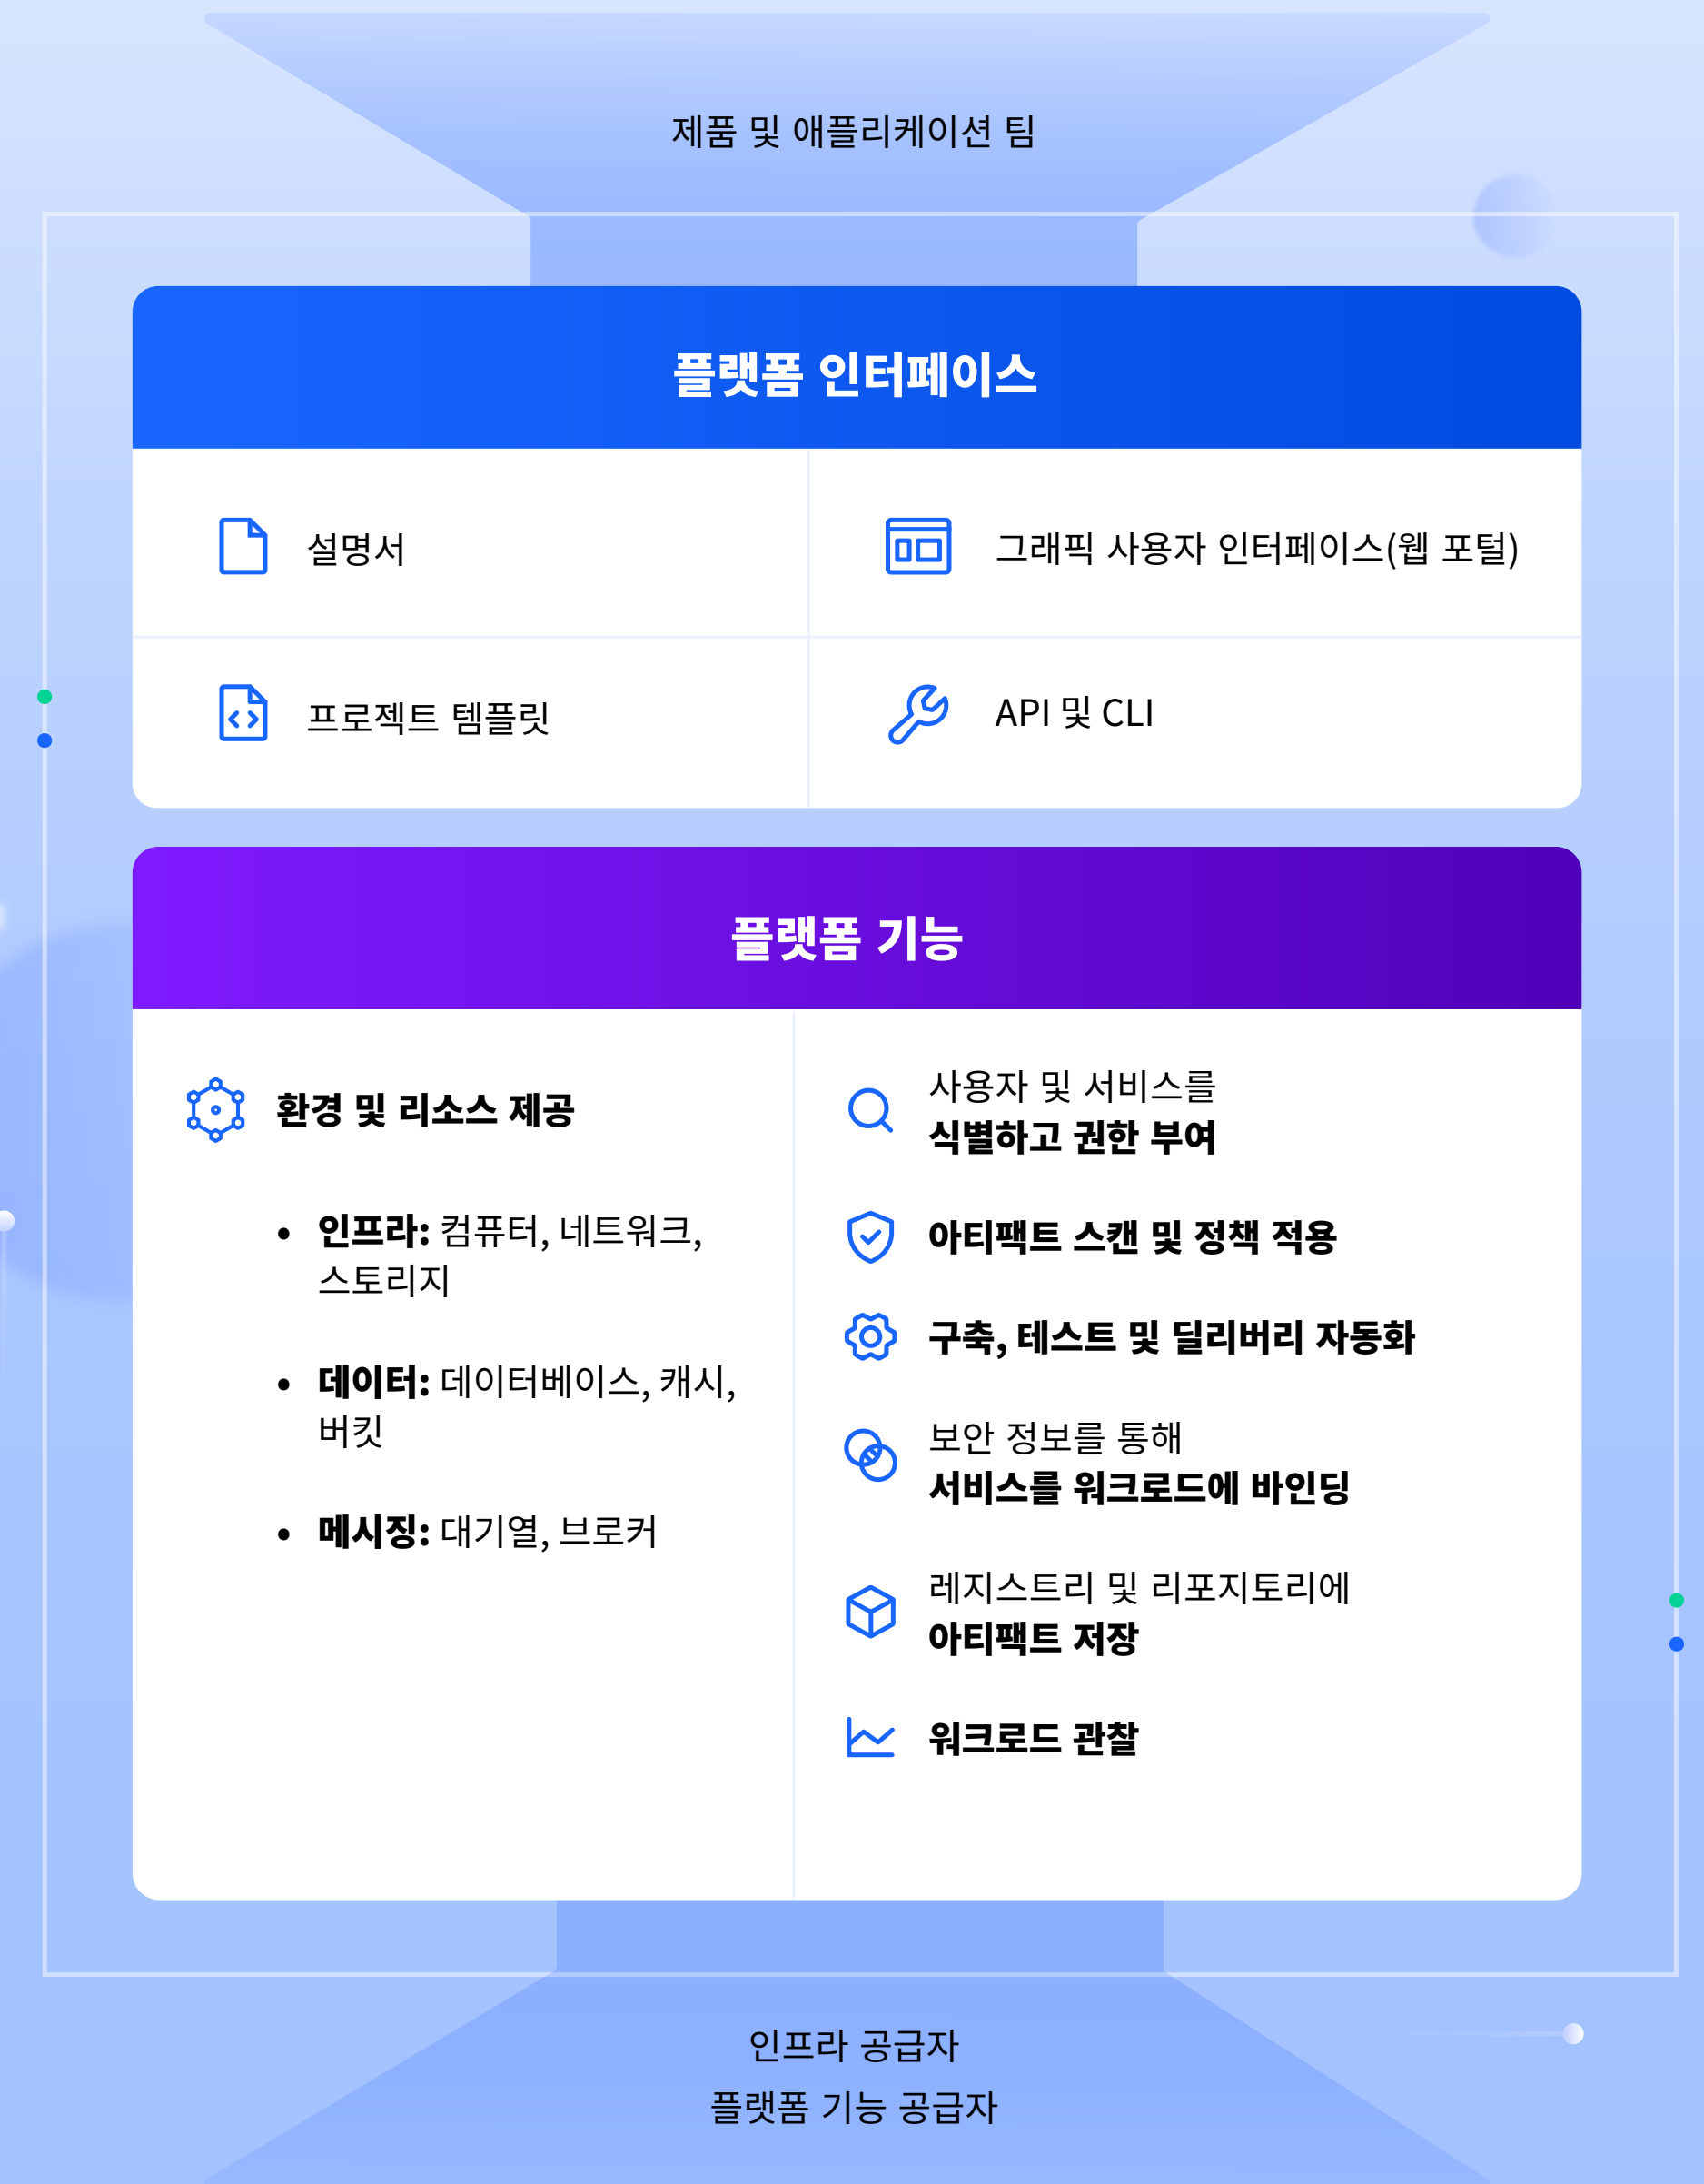 제품 및 애플리케이션 팀
플랫폼 인터페이스
설명서
그래픽 사용자 인터페이스(웹 포털)
프로젝트 템플릿
API 및 CLI
플랫폼 기능
환경 및 리소스 제공
• 인프라: 컴퓨터, 네트워크,
스토리지
• 데이터: 데이터베이스, 캐시,
버킷
• 메시징: 대기열, 브로커
사용자 및 서비스를
식별하고 권한 부여
아티팩트 스캔 및 정책 적용
구축, 테스트 및 딜리버리 자동화
보안 정보를 통해
서비스를 워크로드에 바인딩
레지스트리 및 리포지토리에
아티팩트 저장
워크로드 관찰
인프라 공급자
플랫폼 기능 공급자